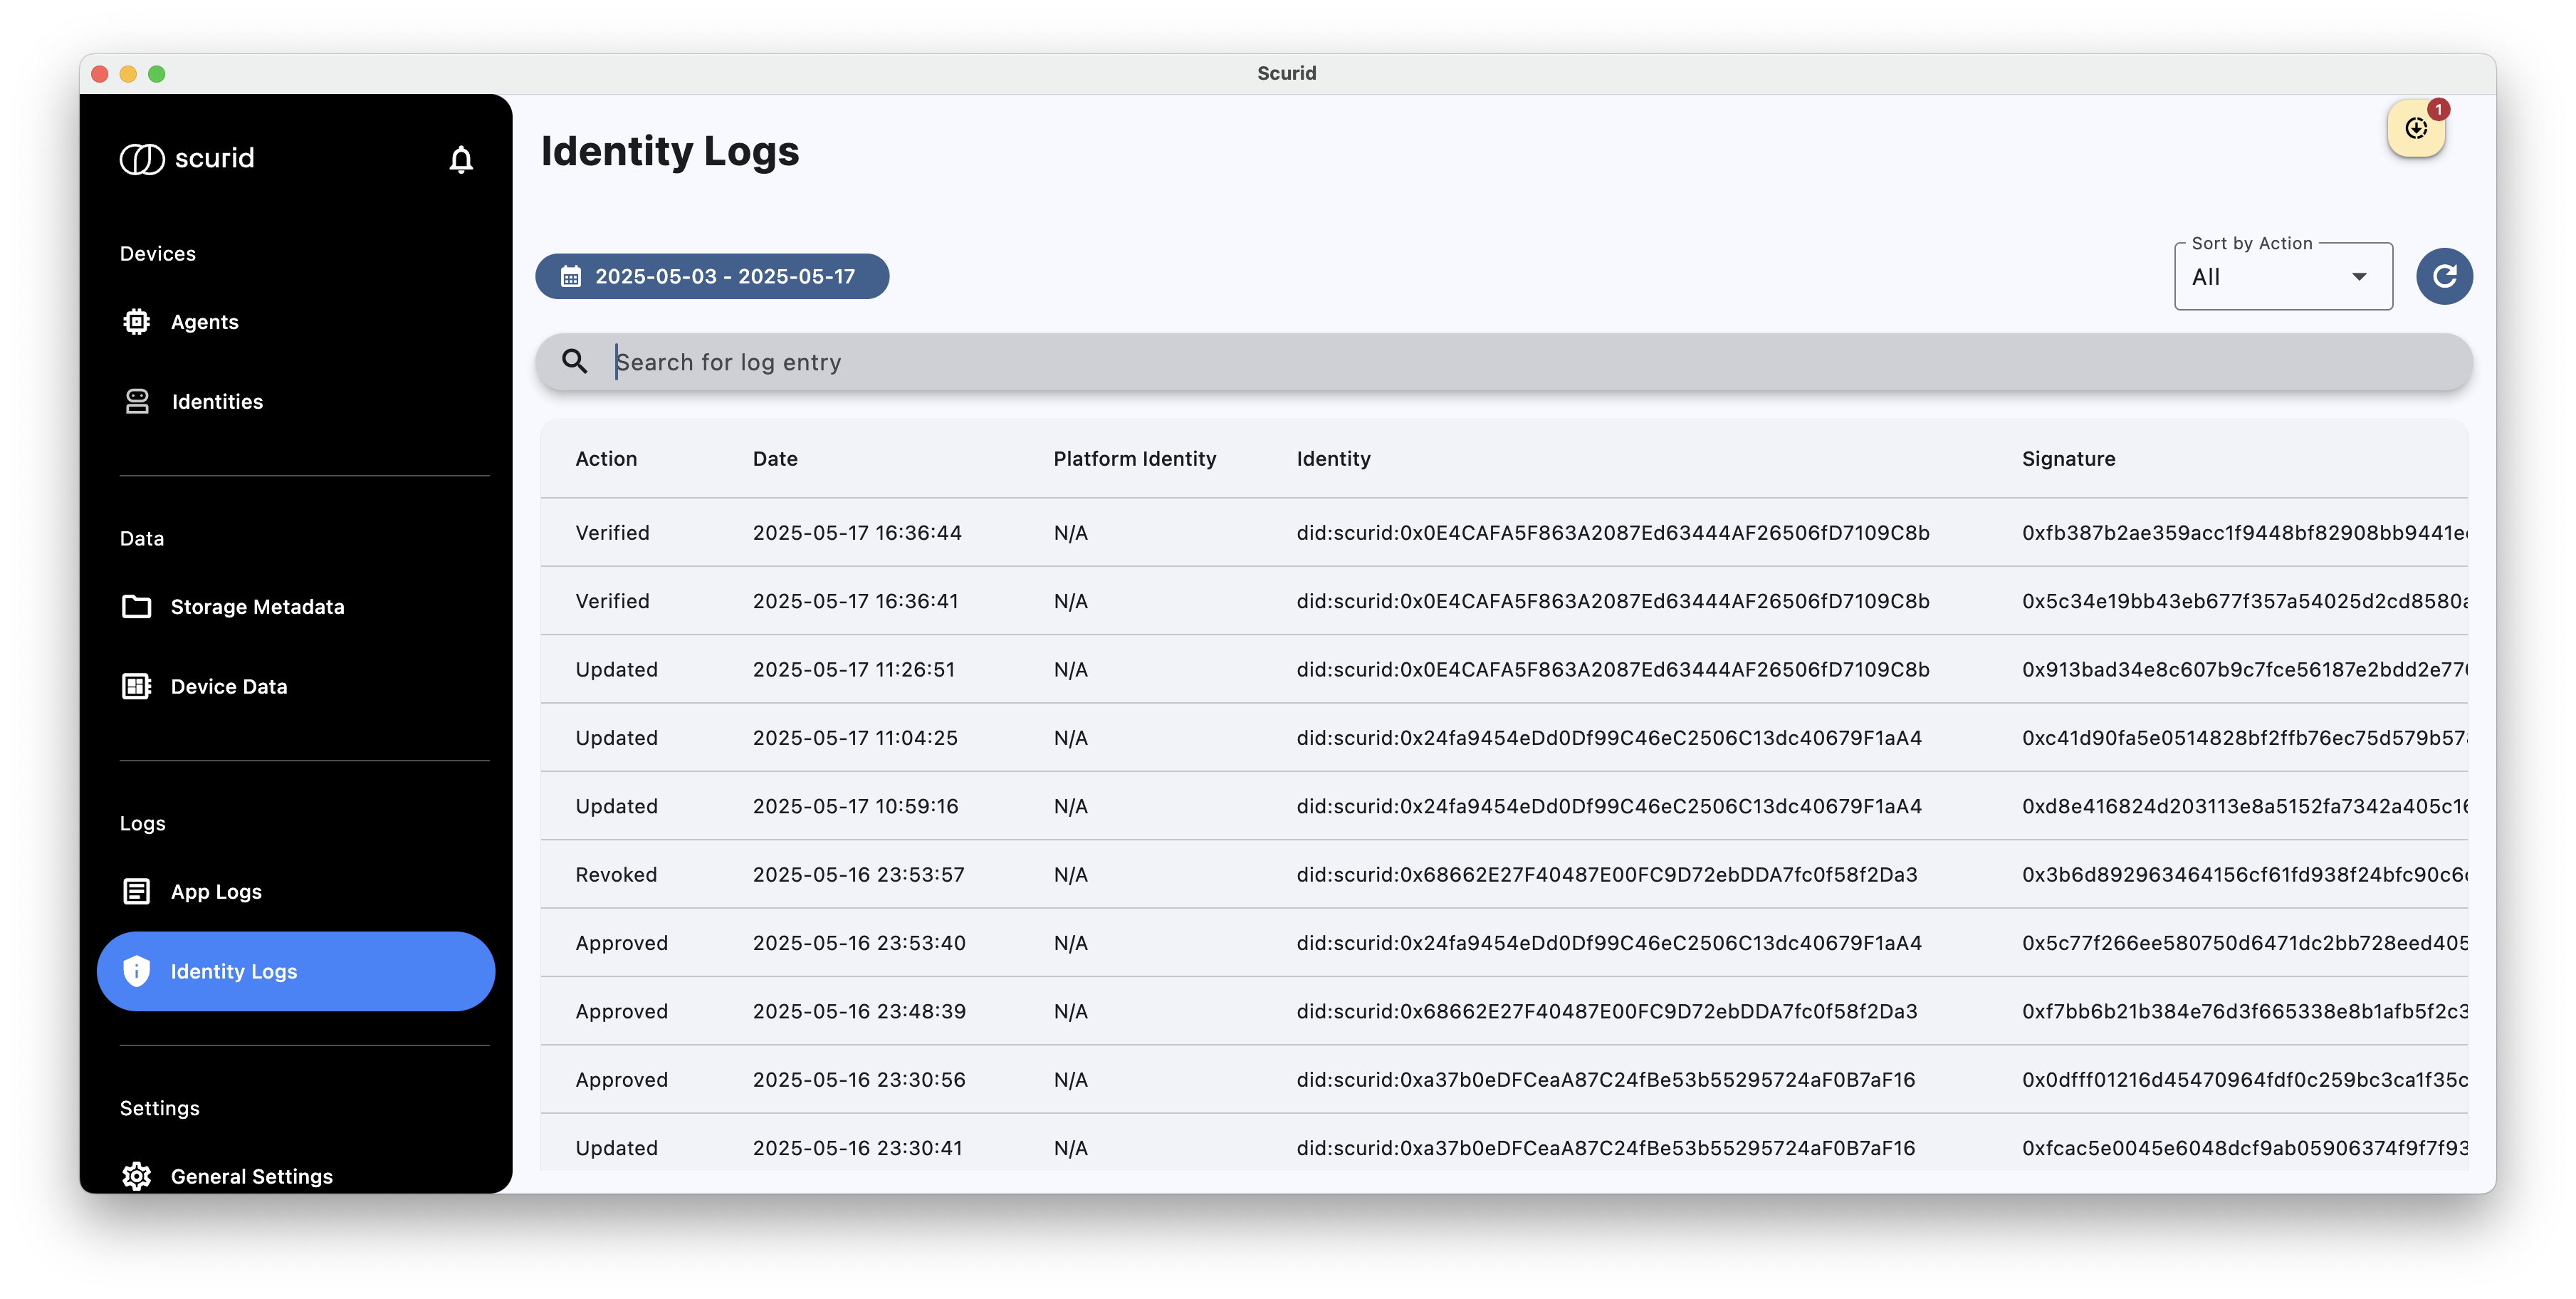 Scurid
scurid
Devices
Agents
Identities
Data
Storage Metadata
Device Data
Logs
App Logs
Identity Logs
Settings
General Settings
Identity Logs
1
2025-05-03 - 2025-05-17
Sort by Action
All
Search for log entry
Action Date Platform Identity Identity Signature
Verified 2025-05-17 16:36:44 N/A did:scurid:0x0E4CAFA5F863A2087Ed63444AF26506fD7109C8b 0xfb387b2ae359acc1f9448bf82908bb9441e
Verified 2025-05-17 16:36:41 N/A did:scurid:0x0E4CAFA5F863A2087Ed63444AF26506fD7109C8b 0x5c34e19bb43eb677f357a54025d2cd8580
Updated 2025-05-17 11:26:51 N/A did:scurid:0x0E4CAFA5F863A2087Ed63444AF26506fD7109C8b 0x913bad34e8c607b9c7fce56187e2bdd2e77
Updated 2025-05-17 11:04:25 N/A did:scurid:0x24fa9454eDd0Df99C46eC2506C13dc40679F1aA4 0xc41d90fa5e0514828bf2ffb76ec75d579b57
Updated 2025-05-17 10:59:16 N/A did:scurid:0x24fa9454eDd0Df99C46eC2506C13dc40679F1aA4 0xd8e416824d203113e8a5152fa7342a405c16
Revoked 2025-05-16 23:53:57 N/A did:scurid:0x68662E27F40487E00FC9D72ebDDA7fc0f58f2Da3 0x3b6d892963464156cf61fd938f24bfc90c6
Approved 2025-05-16 23:53:40 N/A did:scurid:0x24fa9454eDd0Df99C46eC2506C13dc40679F1aA4 0x5c77f266ee580750d6471dc2bb728eed405
Approved 2025-05-16 23:48:39 N/A did:scurid:0x68662E27F40487E00FC9D72ebDDA7fc0f58f2Da3 0xf7bb6b21b384e76d3f665338e8b1afb5f2c3
Approved 2025-05-16 23:30:56 N/A did:scurid:0xa37b0eDFCeaA87C24fBe53b55295724aF0B7aF16 0x0dfff01216d45470964fdf0c259bc3ca1f35c
Updated 2025-05-16 23:30:41 N/A did:scurid:0xa37b0eDFCeaA87C24fBe53b55295724aF0B7aF16 0xfcac5e0045e6048dcf9ab05906374f9f7f93